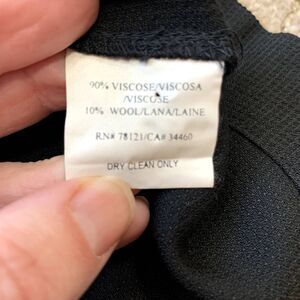 90% VISCOSE/VISCOSA
/VISCOSE
10% WOOL/LANA/LAINE
RN# 78121/CA# 34460
DRY CLEAN ONLY